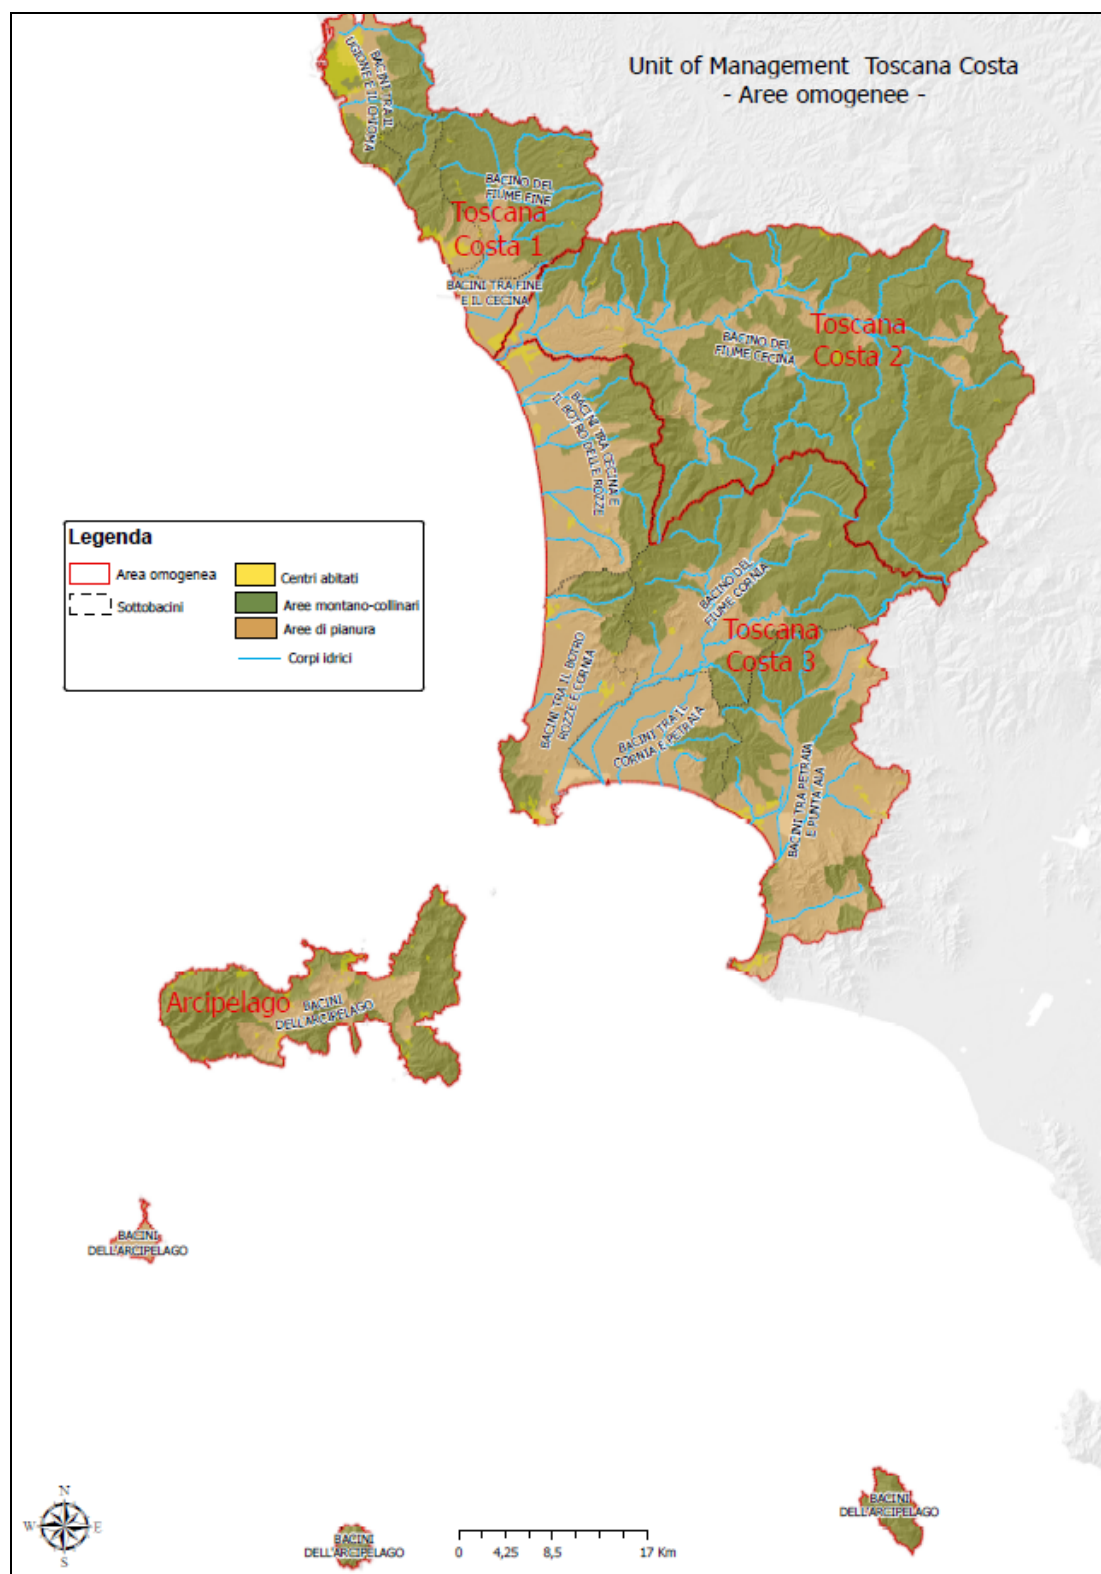 Unit of Management Toscana Costa
- Aree omogenee -
BACINI TRA IL
UGIONE E IL CHIOMA
BACINO DEL
FIUME FINE
Toscana
Costa 1
BACINI TRA FINE
E IL CECINA
Toscana
Costa 2
BACINO DEL
FIUME CECINA
BACINI TRA CECINA E
IL BOTRO DELLE ROZZE
Legenda
Area omogenea
Sottobacini
Centri abitati
Aree montano-collinari
Aree di pianura
Corpi idrici
BACINO DEL
FIUME CORNIA
Toscana
Costa 3
BACINI TRA IL BOTRO
ROZZE E CORNIA
BACINI TRA IL
CORNIA E PETRAIA
BACINI TRA PETRAIA
E PUNTA ALA
Arcipelago
BACINI
DELL'ARCIPELAGO
BACINI
DELL'ARCIPELAGO
BACINI
DELL'ARCIPELAGO
BACINI
DELL'ARCIPELAGO
N
W E
S
0 4,25 8,5 17 Km